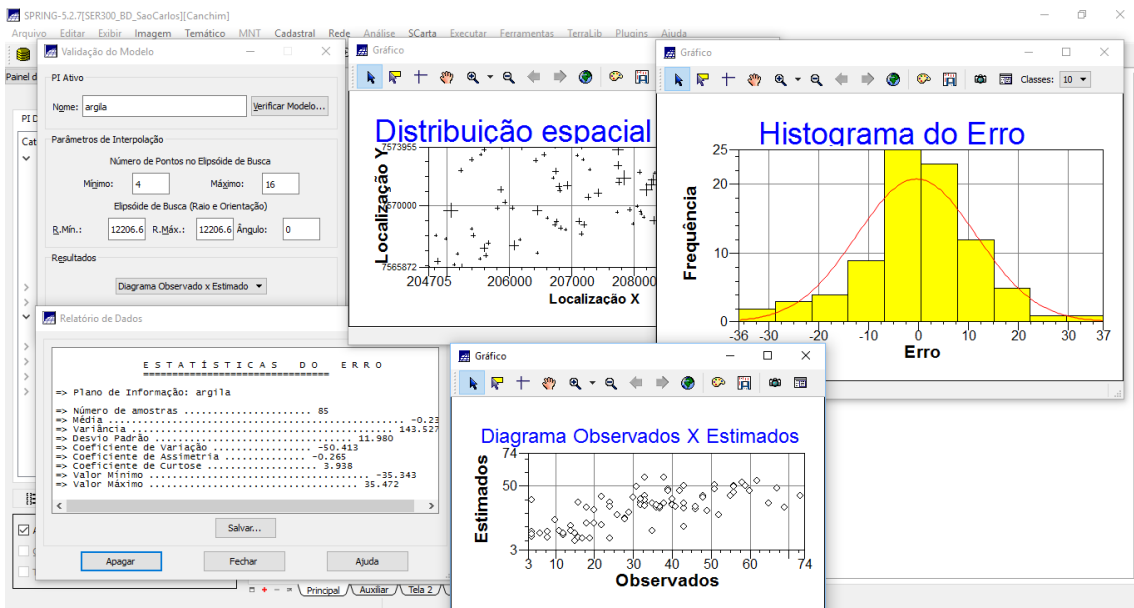 SPRING-5.2.7[SER300_BD_SaoCarlos][Canchim]
Arquivo Editar Exibir Imagem Temático MNT Cadastral Rede Análise SCarta Executar Ferramentas TerraLib Plugins Ajuda
Painel d
PI D
Cat
Validação do Modelo
PI Ativo
Nome: argila
Verificar Modelo...
Parâmetros de Interpolação
Número de Pontos no Elipsóide de Busca
Mínimo: 4 Máximo: 16
Elipsóide de Busca (Raio e Orientação)
R.Mín.: 12206.6 R.Máx.: 12206.6 Ângulo: 0
Resultados
Diagrama Observado x Estimado
Relatório de Dados
E S T A T Í S T I C A S D O E R R O
===============================
=> Plano de Informação: argila
=> Número de amostras ...................... 85
=> Média .................................................... -0.23
=> Variância ............................................. 143.527
=> Desvio Padrão ................................... 11.980
=> Coeficiente de Variação .................-50.413
=> Coeficiente de Assimetria .............. -0.265
=> Coeficiente de Curtose ................... 3.938
=> Valor Mínimo ...................................... -35.343
=> Valor Máximo .................................... 35.472
Salvar...
Apagar Fechar Ajuda
Gráfico
Distribuição espacial
7573955
7570000
7565872
Localização Y
204705 206000 207000 208000
Localização X
Gráfico
Classes: 10
Histograma do Erro
25
20
10
0
Frequência
-36 -30 -20 -10 0 10 20 30 37
Erro
Gráfico
Diagrama Observados X Estimados
74
50
3
Estimados
3 10 20 30 40 50 60 74
Observados
Principal Auxiliar Tela 2